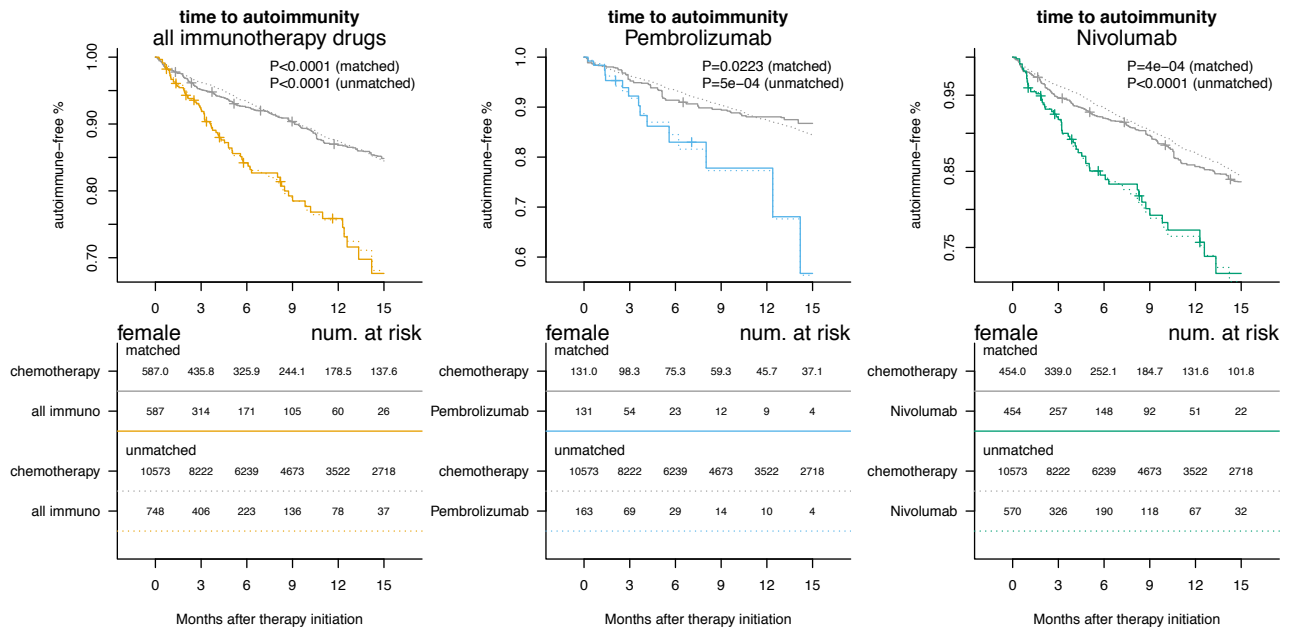 time to autoimmunity
all immunotherapy drugs
P<0.0001 (matched)
P<0.0001 (unmatched)
autoimmune−free %
1.00
0.90
0.80
0.70
0 3 6 9 12 15
female num. at risk
matched
chemotherapy 587.0 435.8 325.9 244.1 178.5 137.6
all immuno 587 314 171 105 60 26
unmatched
chemotherapy 10573 8222 6239 4673 3522 2718
all immuno 748 406 223 136 78 37
0 3 6 9 12 15
Months after therapy initiation
time to autoimmunity
Pembrolizumab
P=0.0223 (matched)
P=5e−04 (unmatched)
autoimmune−free %
1.0
0.9
0.8
0.7
0.6
0 3 6 9 12 15
female num. at risk
matched
chemotherapy 131.0 98.3 75.3 59.3 45.7 37.1
Pembrolizumab 131 54 23 12 9 4
unmatched
chemotherapy 10573 8222 6239 4673 3522 2718
Pembrolizumab 163 69 29 14 10 4
0 3 6 9 12 15
Months after therapy initiation
time to autoimmunity
Nivolumab
P=4e−04 (matched)
P<0.0001 (unmatched)
autoimmune−free %
0.95
0.85
0.75
0 3 6 9 12 15
female num. at risk
matched
chemotherapy 454.0 339.0 252.1 184.7 131.6 101.8
Nivolumab 454 257 148 92 51 22
unmatched
chemotherapy 10573 8222 6239 4673 3522 2718
Nivolumab 570 326 190 118 67 32
0 3 6 9 12 15
Months after therapy initiation